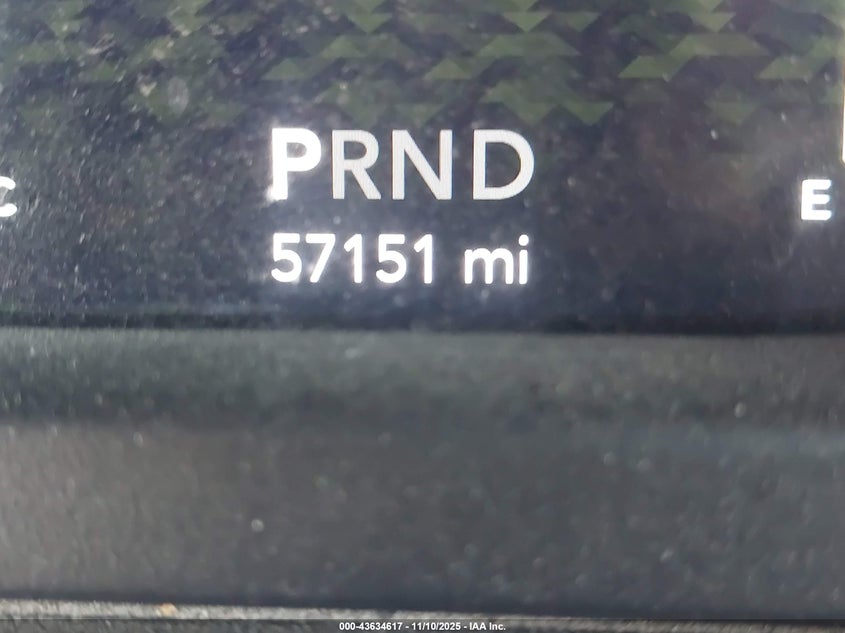 PRND
C
E
57151 mi
000-43634617 - 11/10/2025 - IAA Inc.